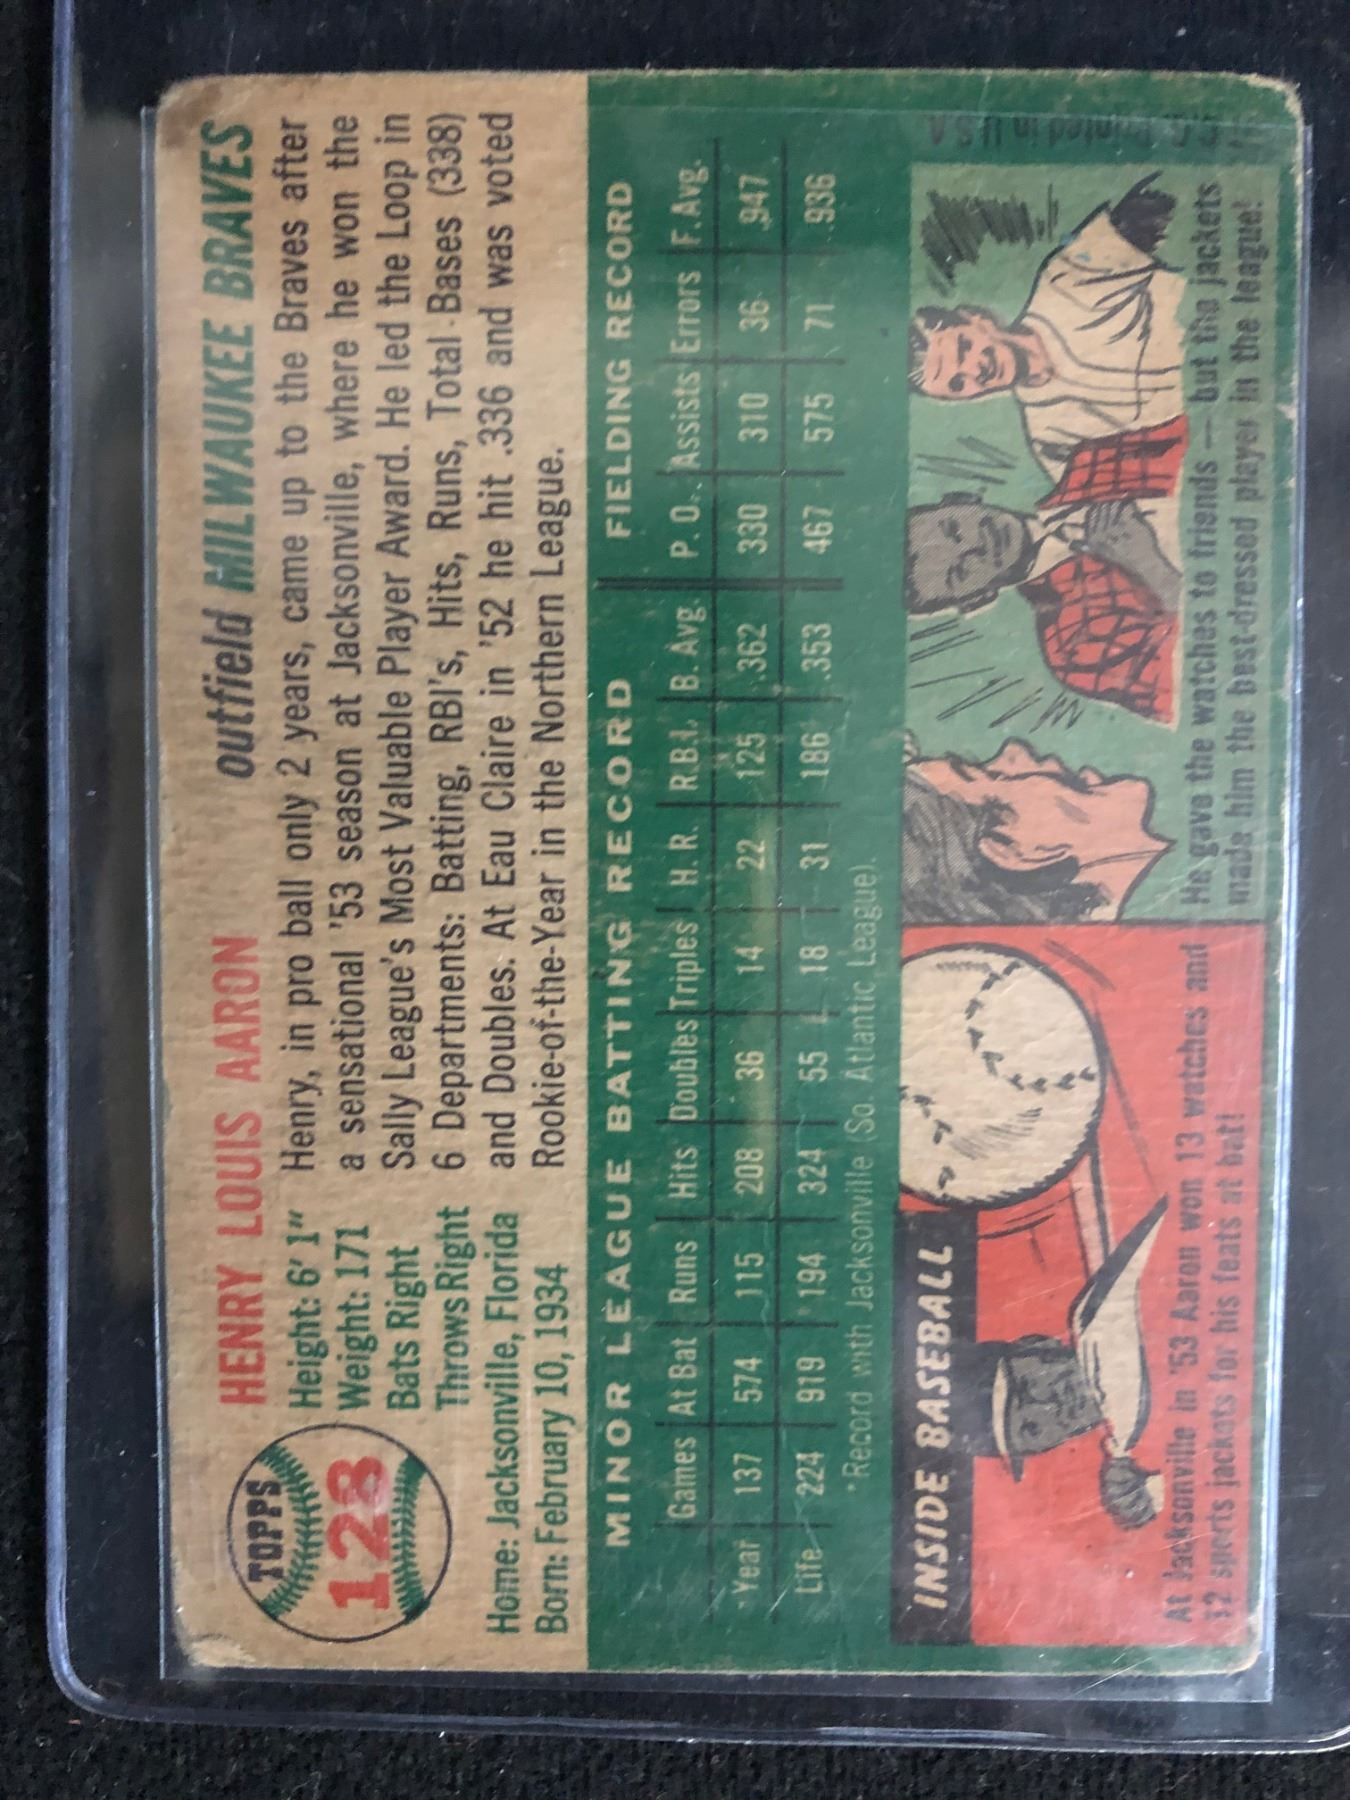 TOPPS
128
HENRY LOUIS AARON
outfield MILWAUKEE BRAVES
Height: 6' 1"
Weight: 171
Bats Right
Throws Right
Home: Jacksonville, Florida
Born: February 10, 1934
Henry, in pro ball only 2 years, came up to the Braves after
a sensational '53 season at Jacksonville, where he won the
Sally League's Most Valuable Player Award. He led the Loop in
6 Departments: Batting, RBI's, Hits, Runs, Total Bases (338)
and Doubles. At Eau Claire in '52 he hit .336 and was voted
Rookie-of-the-Year in the Northern League.
MINOR LEAGUE BATTING RECORD FIELDING RECORD
Games At Bat Runs Hits Doubles Triples H.R. R.B.I. B. Avg. P. O. Assists Errors F. Avg.
*Year 137 574 115 208 36 14 22 125 .362 330 310 36 .947
Life 224 919 194 324 55 18 31 186 .353 467 575 71 .936
*Record with Jacksonville (So. Atlantic League).
INSIDE BASEBALL
At Jacksonville in '53 Aaron won 13 watches and
12 sports jackets for his feats at bat!
He gave the watches to friends — but the jackets
made him the best-dressed player in the league!
Printed in U.S.A.